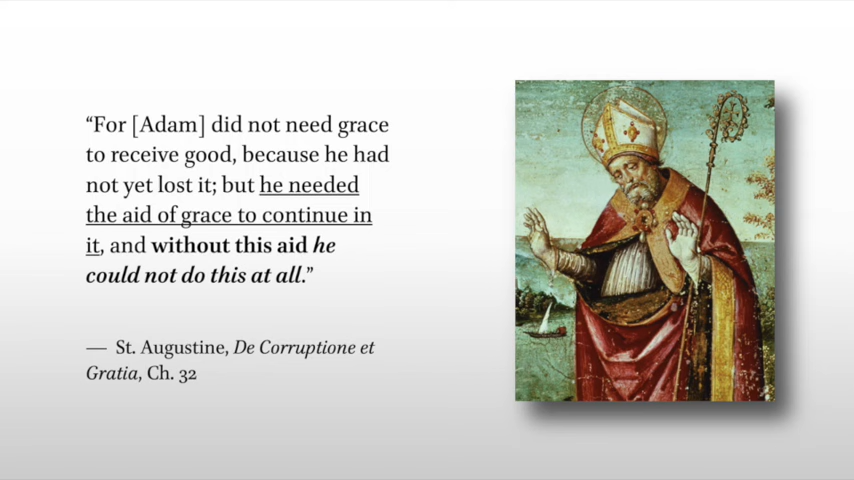 “For [Adam] did not need grace
to receive good, because he had
not yet lost it; but he needed
the aid of grace to continue in
it, and without this aid he
could not do this at all.”
— St. Augustine, De Corruptione et
Gratia, Ch. 32